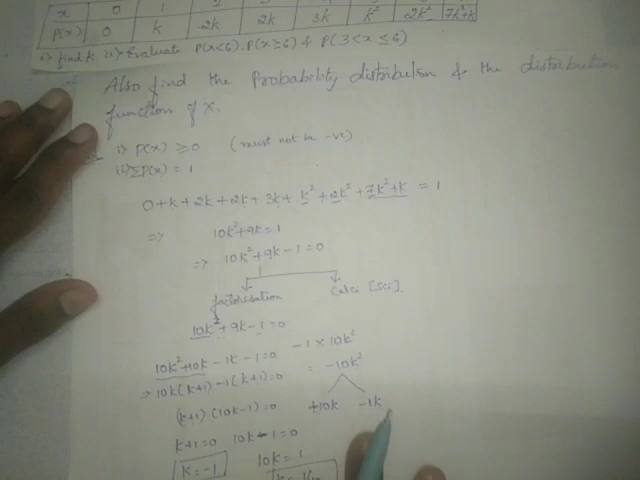 x 0 1 2 3 4 5 6 7
P(x) 0 k 2k 2k 3k k² 2k² 7k²+k
i) find k. ii) Evaluate P(x<6), P(x≥6) & P(3<x≤6)
Also find the Probability distribution & the distribution
function of x.
i) P(x) ≥ 0 (must not be -ve)
ii) ΣP(x) = 1
0+k+2k+2k+3k+k²+2k²+7k²+k = 1
=> 10k²+9k=1
=> 10k²+9k-1=0
factorisation Calci [Sci].
10k²+9k-1=0
10k²+10k-1k-1=0 -1×10k²
=> 10k(k+1)-1(k+1)=0 = -10k²
(k+1)(10k-1)=0 +10k -1k
k+1=0 10k-1=0
k=-1 10k=1